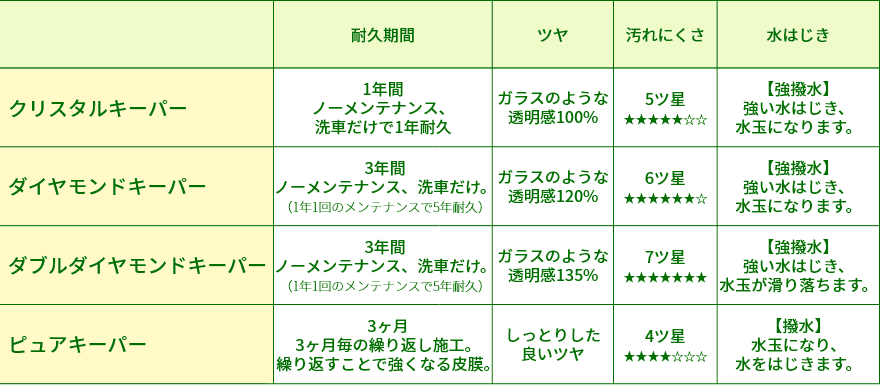 耐久期間 ツヤ 汚れにくさ 水はじき
クリスタルキーパー
1年間
ノーメンテナンス、
洗車だけで1年耐久
ガラスのような
透明感100%
5ツ星
★★★★★☆☆
【強撥水】
強い水はじき、
水玉になります。
ダイヤモンドキーパー
3年間
ノーメンテナンス、洗車だけ。
（1年1回のメンテナンスで5年耐久）
ガラスのような
透明感120%
6ツ星
★★★★★★☆
【強撥水】
強い水はじき、
水玉になります。
ダブルダイヤモンドキーパー
3年間
ノーメンテナンス、洗車だけ。
（1年1回のメンテナンスで5年耐久）
ガラスのような
透明感135%
7ツ星
★★★★★★★
【強撥水】
強い水はじき、
水玉が滑り落ちます。
ピュアキーパー
3ヶ月
3ヶ月毎の繰り返し施工。
繰り返すことで強くなる皮膜。
しっとりした
良いツヤ
4ツ星
★★★★☆☆☆
【撥水】
水玉になり、
水をはじきます。